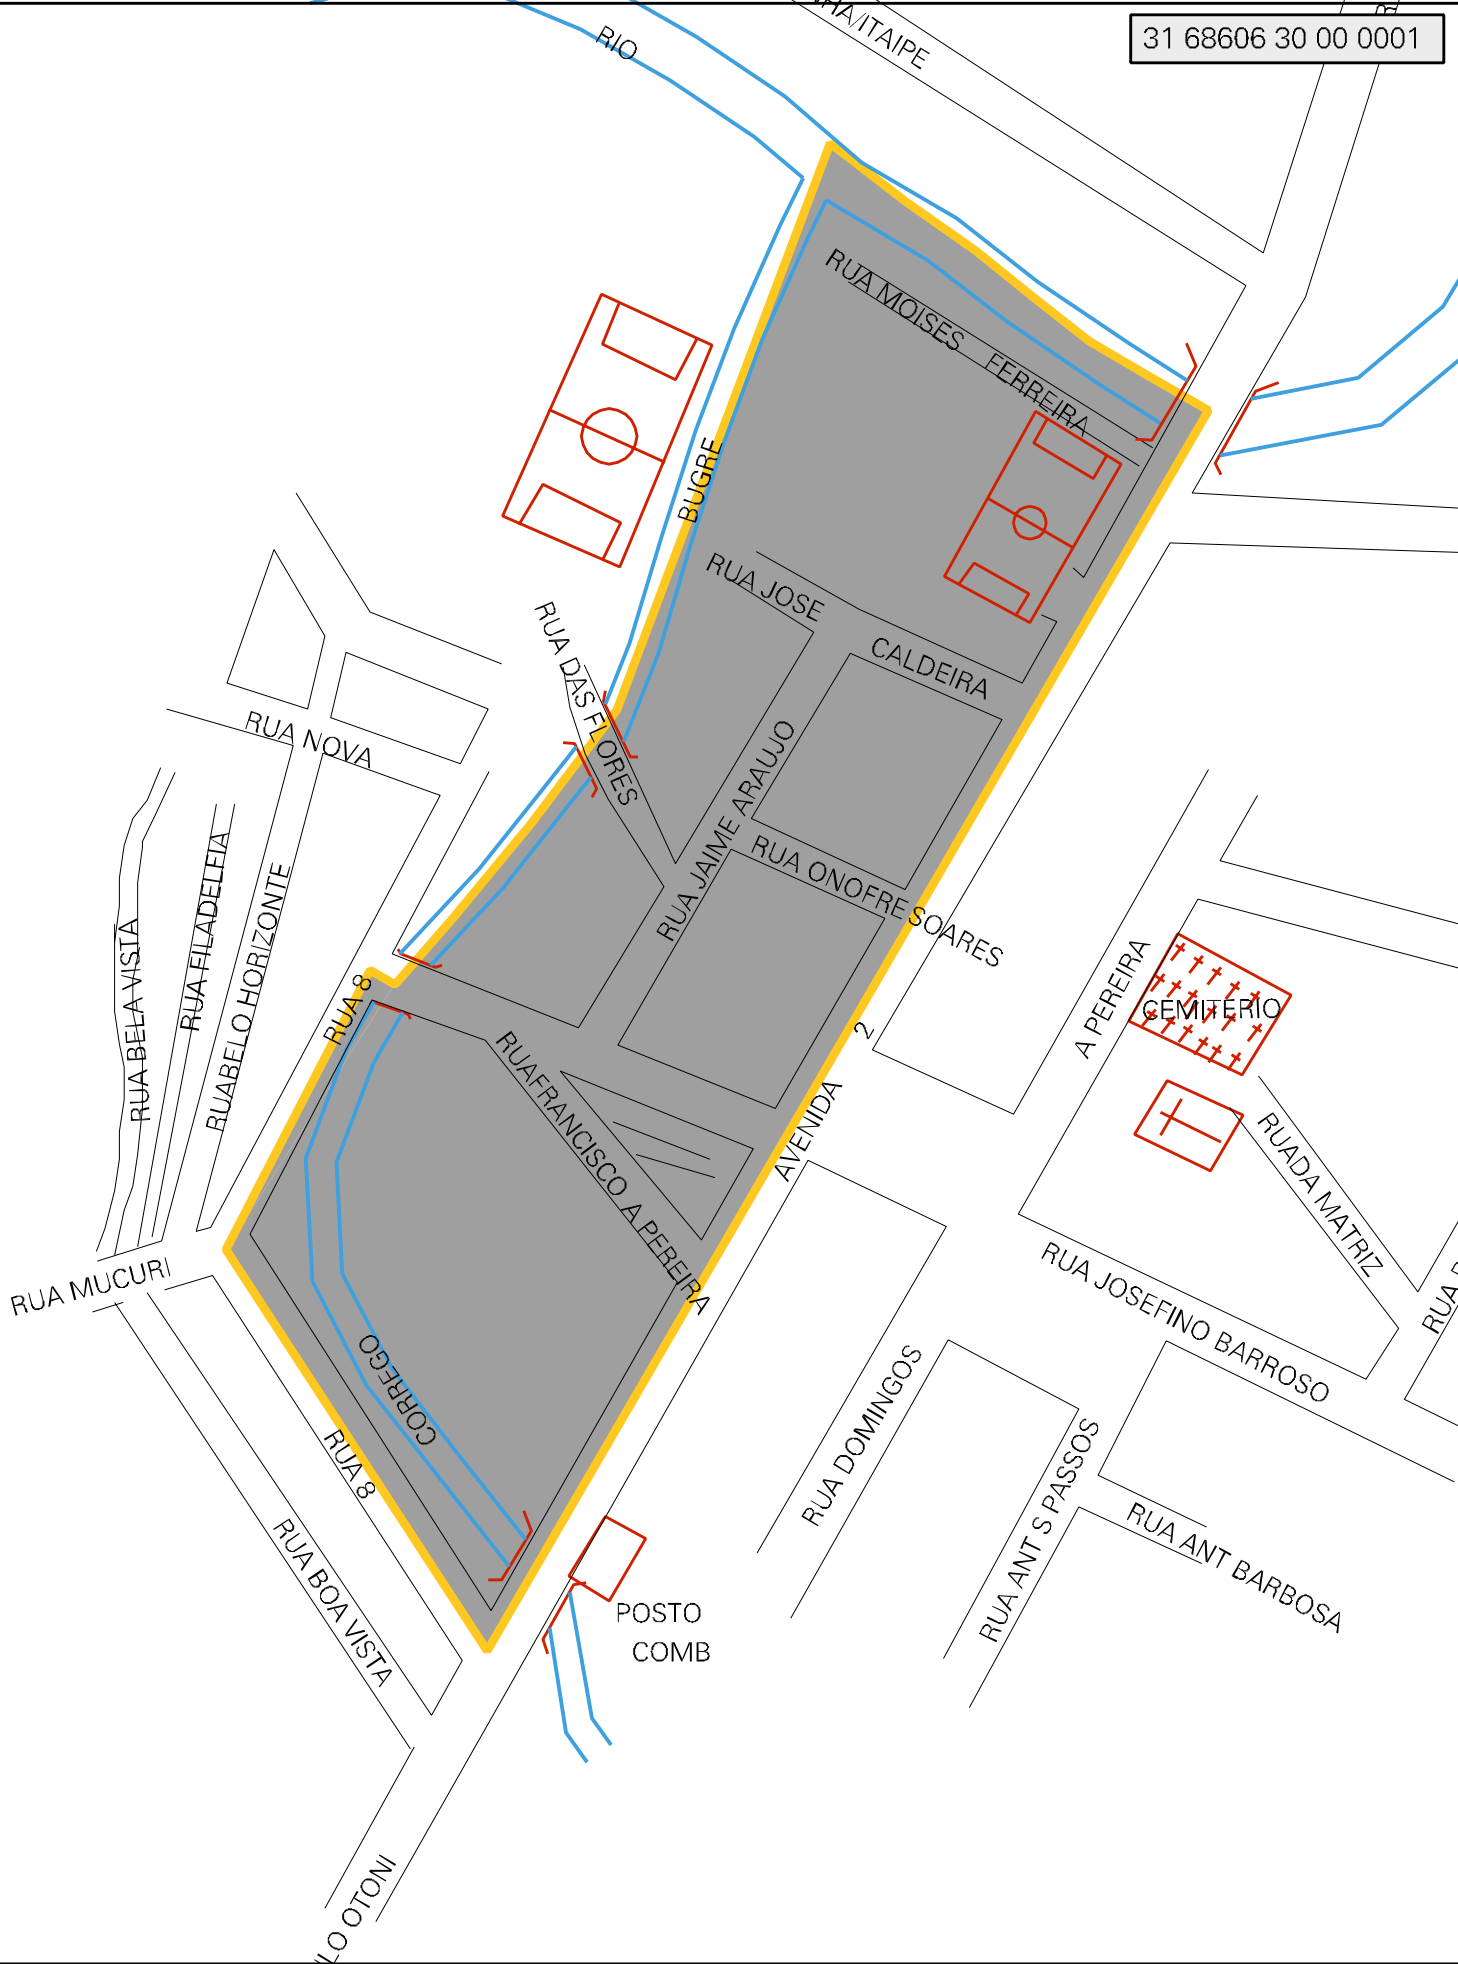 31 68606 30 00 0001
RIO
RUA MOISES FERREIRA
BUGRE
RUA JOSE CALDEIRA
RUA DAS FLORES
RUA NOVA
RUA JAIME ARAUJO
RUA ONOFRE SOARES
RUA FILADELFIA
RUABELO HORIZONTE
RUA BELA VISTA
RUA 8
A PEREIRA
CEMITERIO
RUAFRANCISCO A PEREIRA
AVENIDA 2
RUADA MATRIZ
RUA MUCURI
RUA JOSEFINO BARROSO
CORREGO
RUA DOMINGOS
RUA 8
RUA ANT S PASSOS
RUA ANT BARBOSA
RUA BOA VISTA
POSTO
COMB